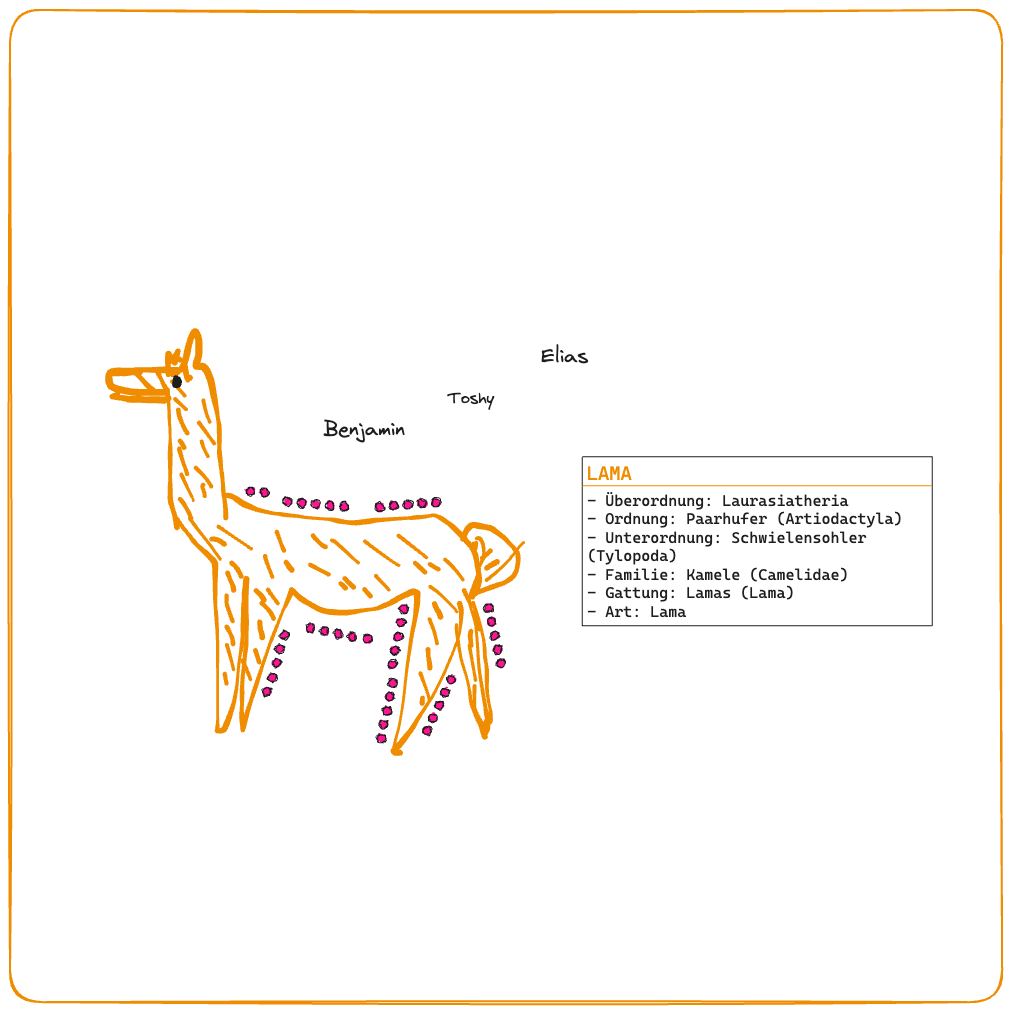 Elias
Toshy
Benjamin
LAMA
- Überordnung: Laurasiatheria
- Ordnung: Paarhufer (Artiodactyla)
- Unterordnung: Schwielensohler
(Tylopoda)
- Familie: Kamele (Camelidae)
- Gattung: Lamas (Lama)
- Art: Lama